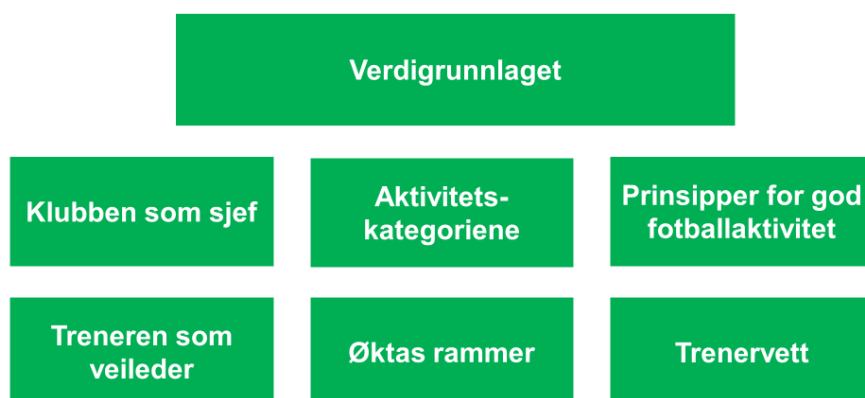 Verdigrunnlaget
Klubben som sjef
Aktivitets-
kategoriene
Prinsipper for god
fotballaktivitet
Treneren som
veileder
Øktas rammer
Trenervett